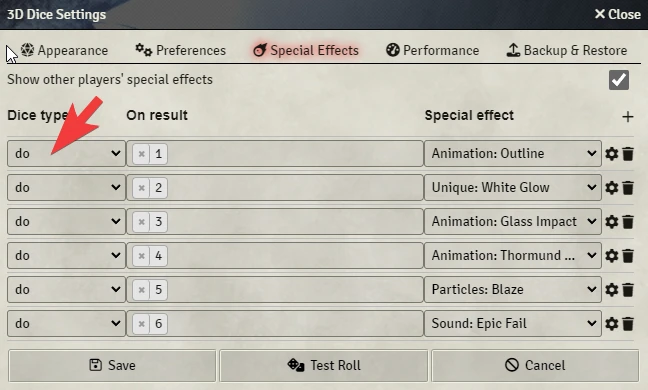 3D Dice Settings Close
Appearance Preferences Special Effects Performance Backup & Restore
Show other players' special effects
Dice type On result Special effect +
do × 1 Animation: Outline
do × 2 Unique: White Glow
do × 3 Animation: Glass Impact
do × 4 Animation: Thormund ...
do × 5 Particles: Blaze
do × 6 Sound: Epic Fail
Save Test Roll Cancel